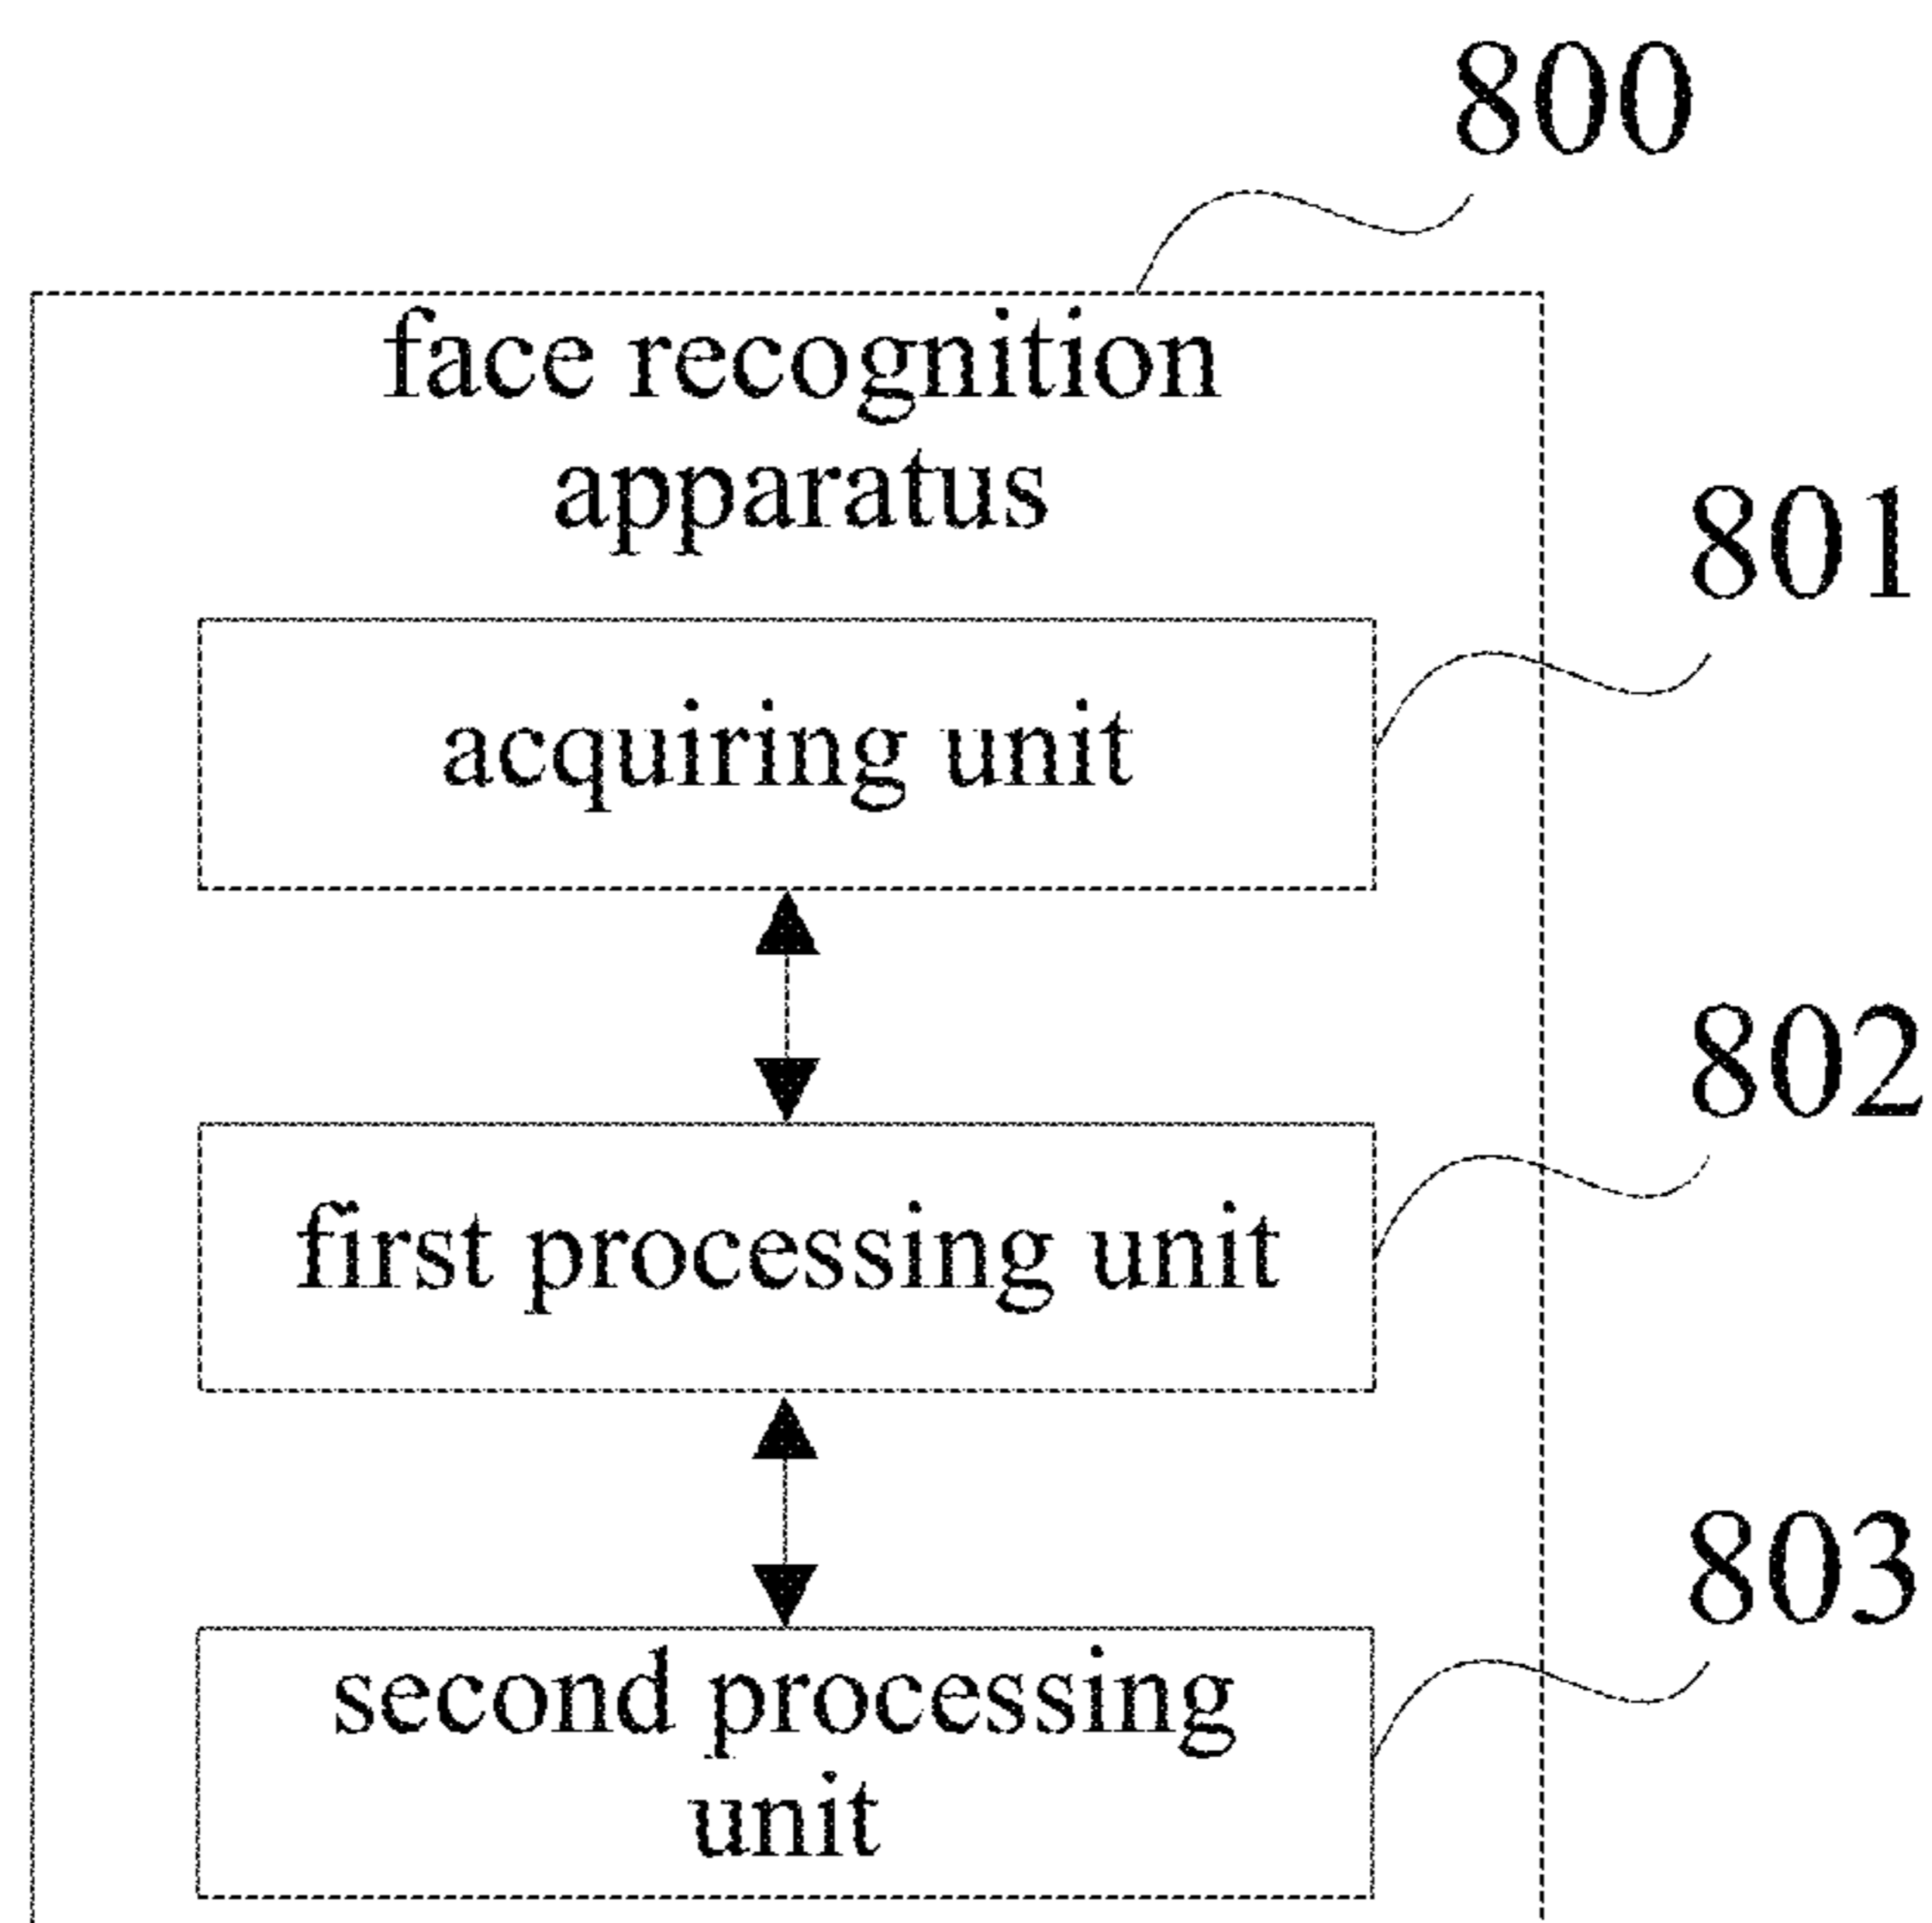 800
face recognition
apparatus
801
acquiring unit
802
first processing unit
803
second processing
unit